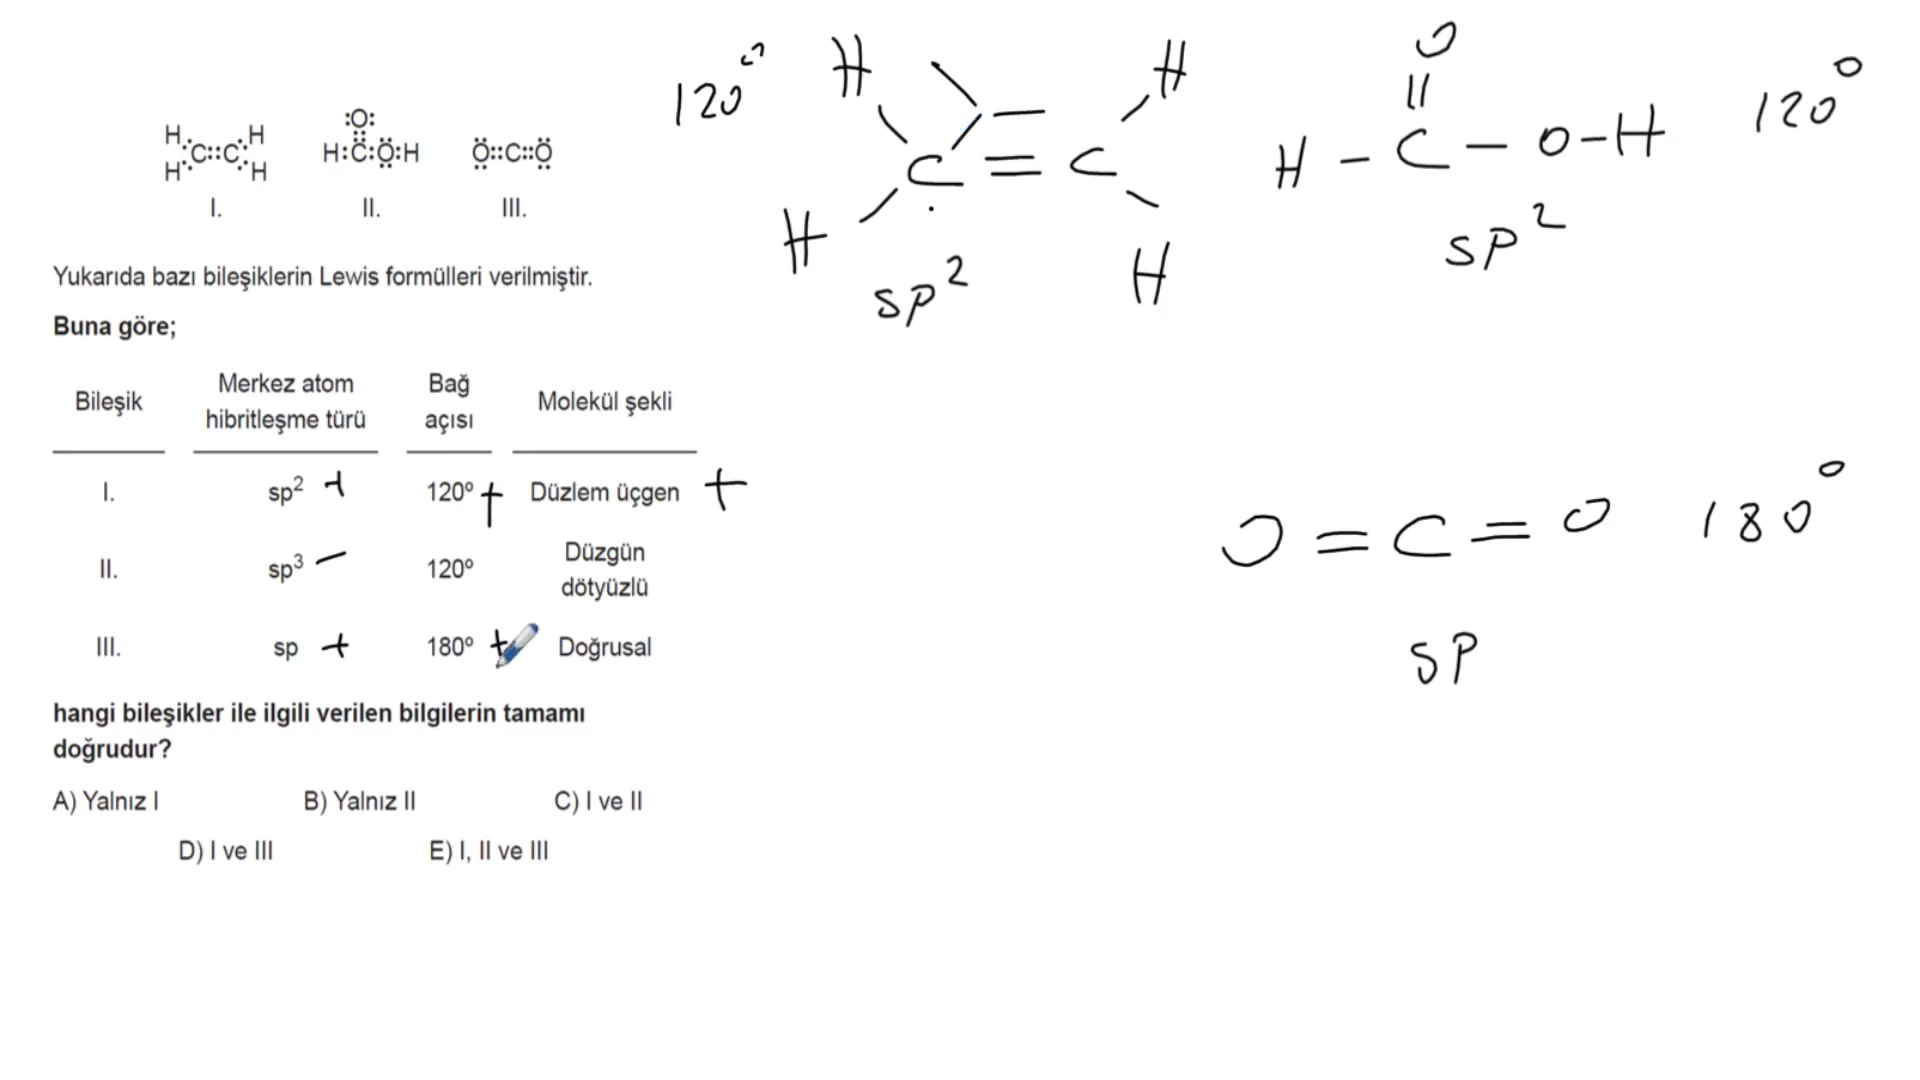 H H :O:
C::C H:C:O:H O::C::O
H H
I. II. III.
Yukarıda bazı bileşiklerin Lewis formülleri verilmiştir.
Buna göre;
Bileşik Merkez atom hibritleşme türü Bağ açısı Molekül şekli
I. sp² + 120° + Düzlem üçgen +
II. sp³ − 120° Düzgün dötyüzlü
III. sp + 180° + Doğrusal
hangi bileşikler ile ilgili verilen bilgilerin tamamı
doğrudur?
A) Yalnız I B) Yalnız II C) I ve II
D) I ve III E) I, II ve III
120°
H H
C = C
H H
sp²
O
||
H - C - O - H 120°
sp²
O = C = O 180°
sp